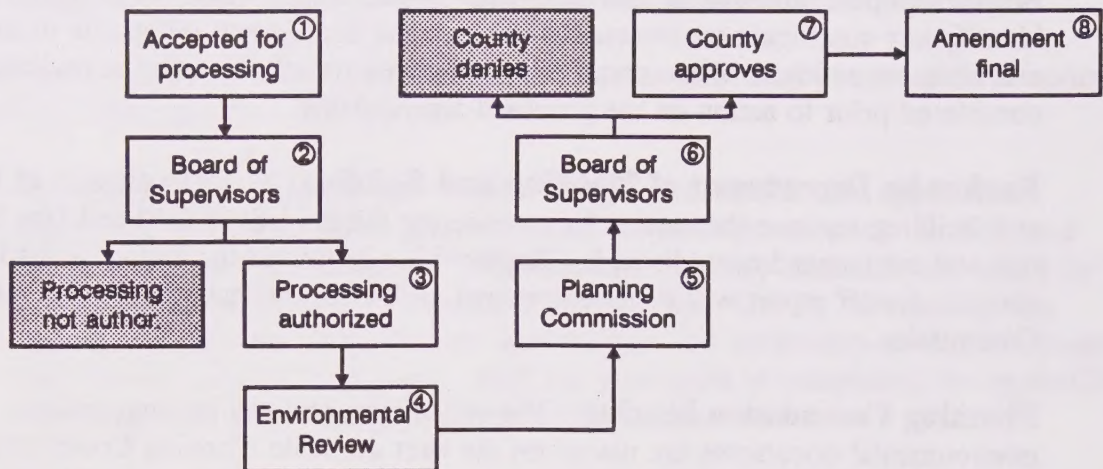 Accepted for ①
processing
Board of ②
Supervisors
Processing
not author.
Processing ③
authorized
Environmental ④
Review
Planning ⑤
Commission
Board of ⑥
Supervisors
County
denies
County ⑦
approves
Amendment ⑧
final